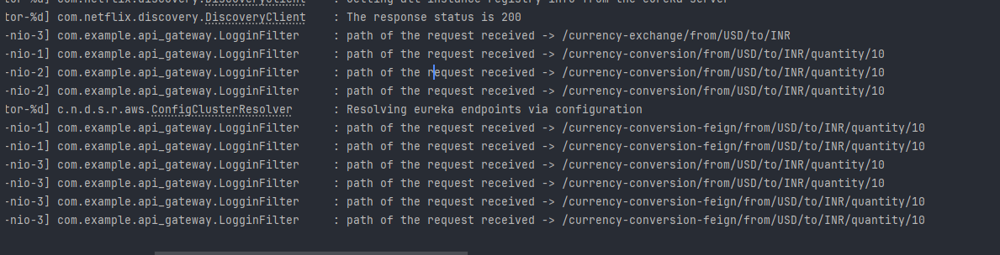 tor-%d] com.netflix.discovery.DiscoveryClient : Getting all instance registry info from the eureka server
tor-%d] com.netflix.discovery.DiscoveryClient : The response status is 200
-nio-3] com.example.api_gateway.LogginFilter : path of the request received -> /currency-exchange/from/USD/to/INR
-nio-1] com.example.api_gateway.LogginFilter : path of the request received -> /currency-conversion/from/USD/to/INR/quantity/10
-nio-2] com.example.api_gateway.LogginFilter : path of the request received -> /currency-conversion/from/USD/to/INR/quantity/10
-nio-2] com.example.api_gateway.LogginFilter : path of the request received -> /currency-conversion/from/USD/to/INR/quantity/10
tor-%d] c.n.d.s.r.aws.ConfigClusterResolver : Resolving eureka endpoints via configuration
-nio-1] com.example.api_gateway.LogginFilter : path of the request received -> /currency-conversion-feign/from/USD/to/INR/quantity/10
-nio-1] com.example.api_gateway.LogginFilter : path of the request received -> /currency-conversion-feign/from/USD/to/INR/quantity/10
-nio-3] com.example.api_gateway.LogginFilter : path of the request received -> /currency-conversion/from/USD/to/INR/quantity/10
-nio-3] com.example.api_gateway.LogginFilter : path of the request received -> /currency-conversion/from/USD/to/INR/quantity/10
-nio-3] com.example.api_gateway.LogginFilter : path of the request received -> /currency-conversion-feign/from/USD/to/INR/quantity/10
-nio-3] com.example.api_gateway.LogginFilter : path of the request received -> /currency-conversion-feign/from/USD/to/INR/quantity/10